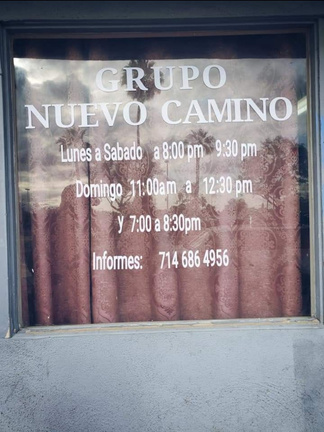 GRUPO
NUEVO CAMINO
Lunes a Sabado a 8:00 pm 9:30 pm
Domingo 11:00am a 12:30 pm
y 7:00 a 8:30pm
Informes: 714 686 4956